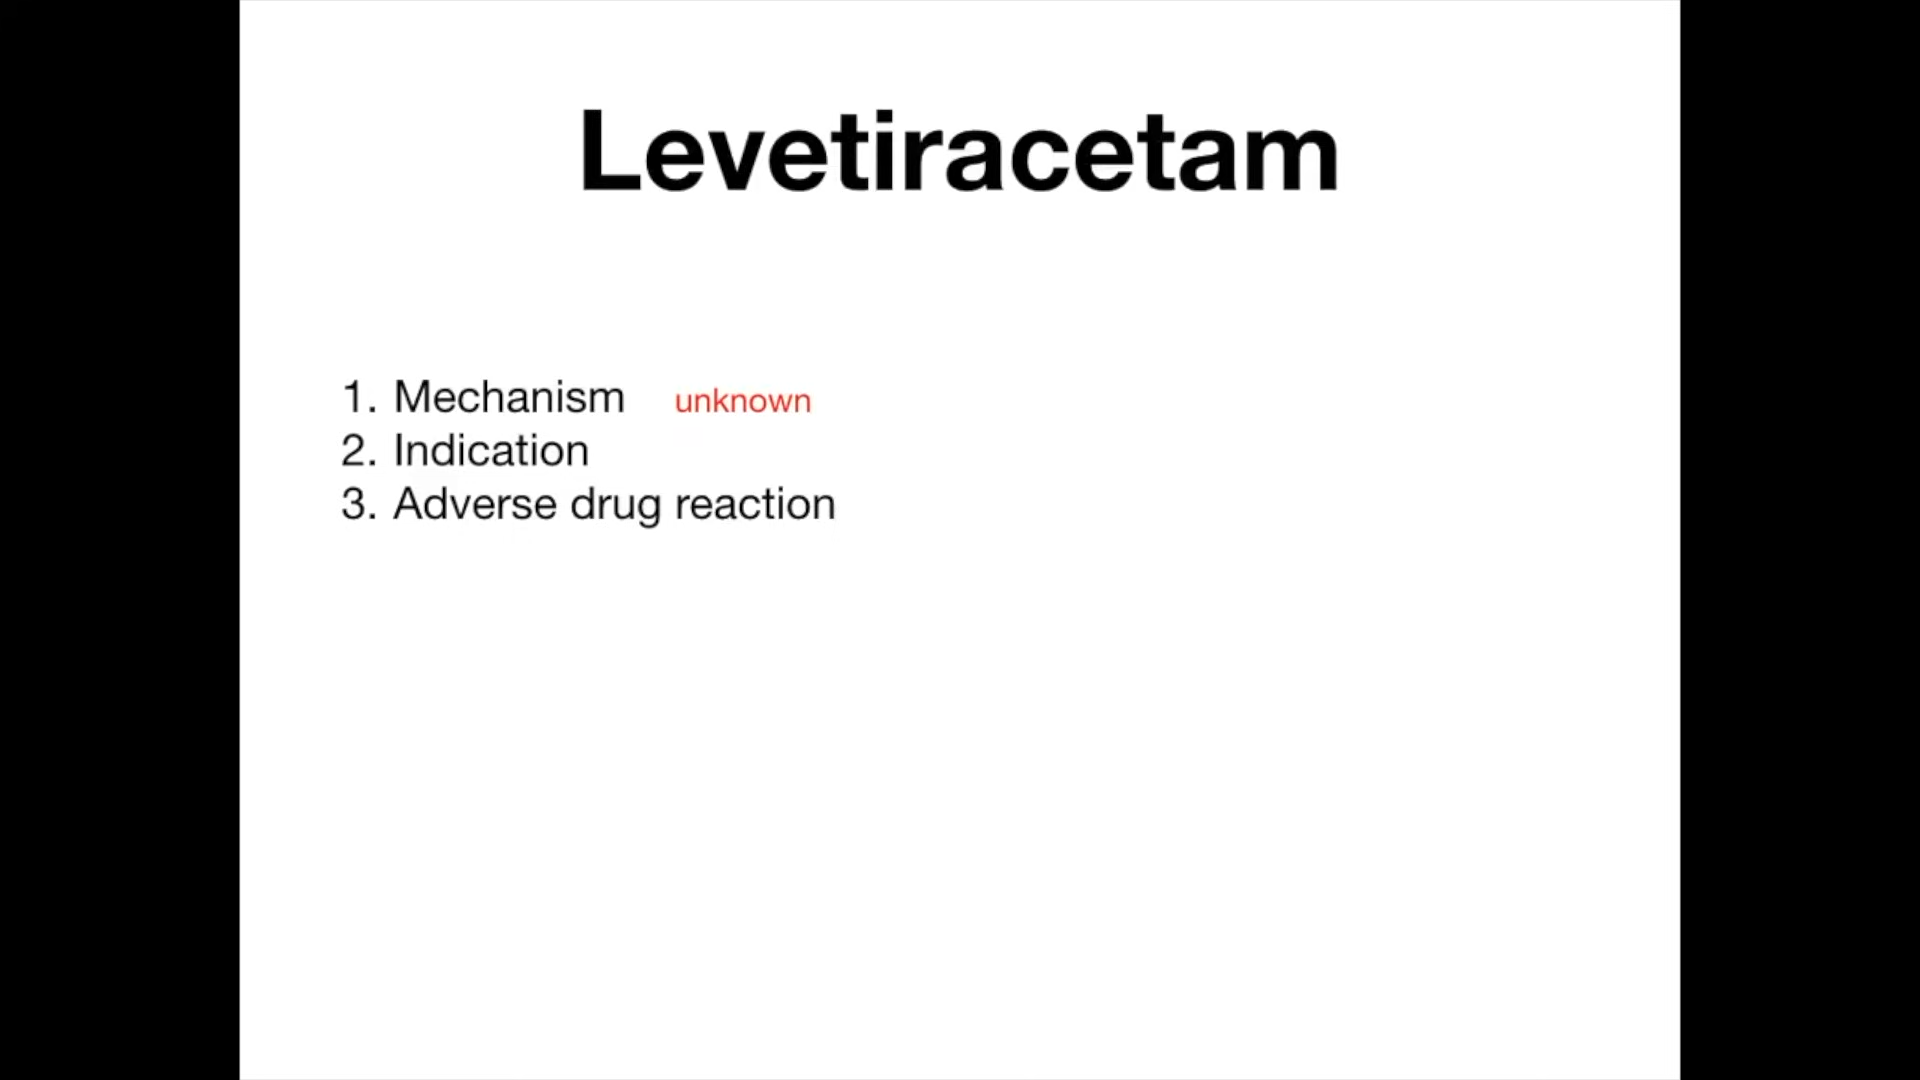 Levetiracetam
1. Mechanism unknown
2. Indication
3. Adverse drug reaction